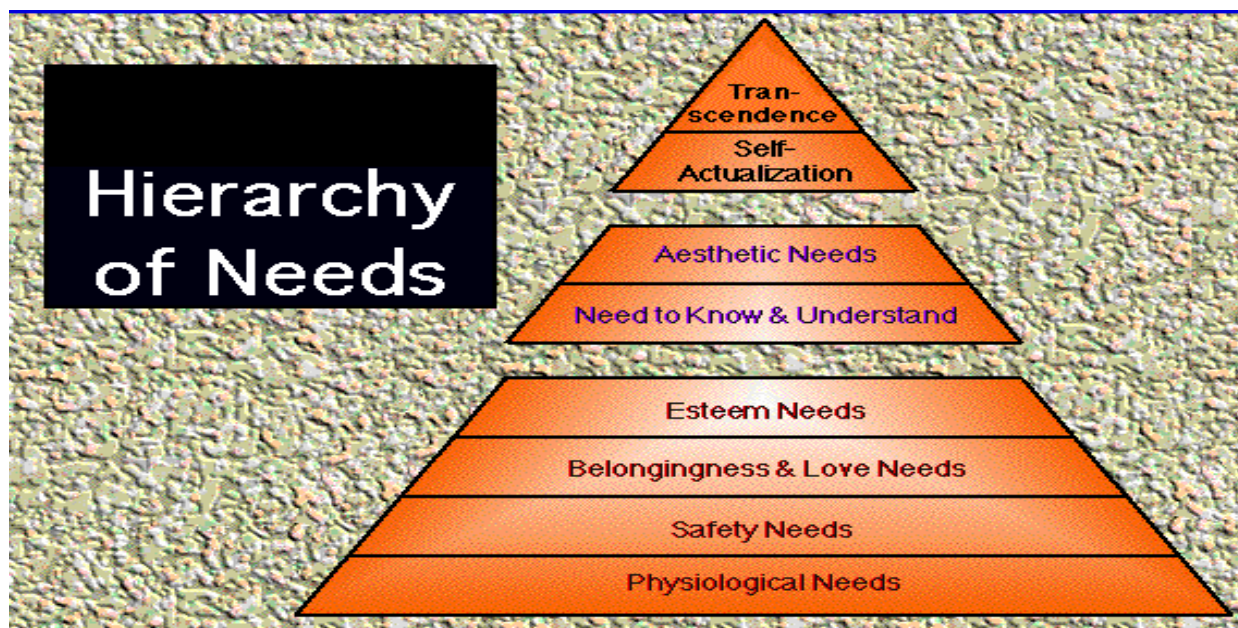 Hierarchy
of Needs
Tran-
scendence
Self-
Actualization
Aesthetic Needs
Need to Know & Understand
Esteem Needs
Belongingness & Love Needs
Safety Needs
Physiological Needs